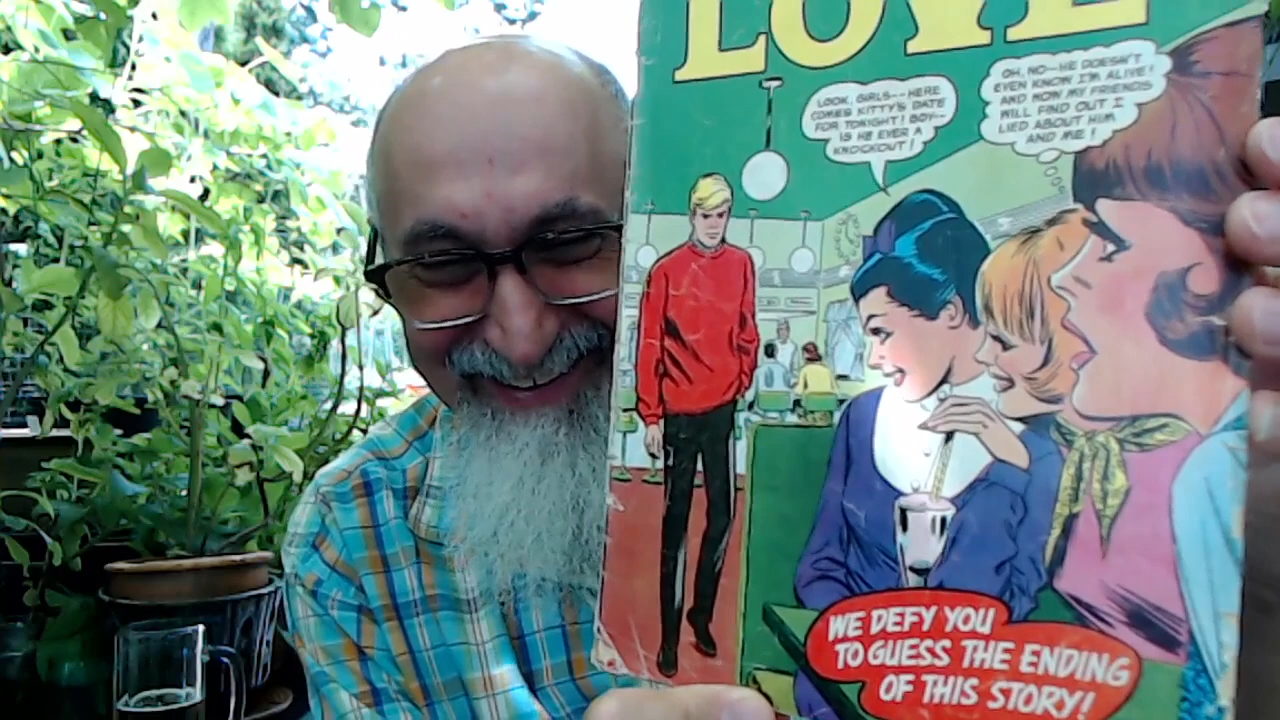 LOVE
LOOK, GIRLS--HERE
COMES KITTY'S DATE
FOR TONIGHT! BOY--
IS HE EVER A
KNOCKOUT!
OH, NO--HE DOESN'T
EVEN KNOW I'M ALIVE!
AND NOW MY FRIENDS
WILL FIND OUT I
LIED ABOUT HIM
AND ME!
WE DEFY YOU
TO GUESS THE ENDING
OF THIS STORY!